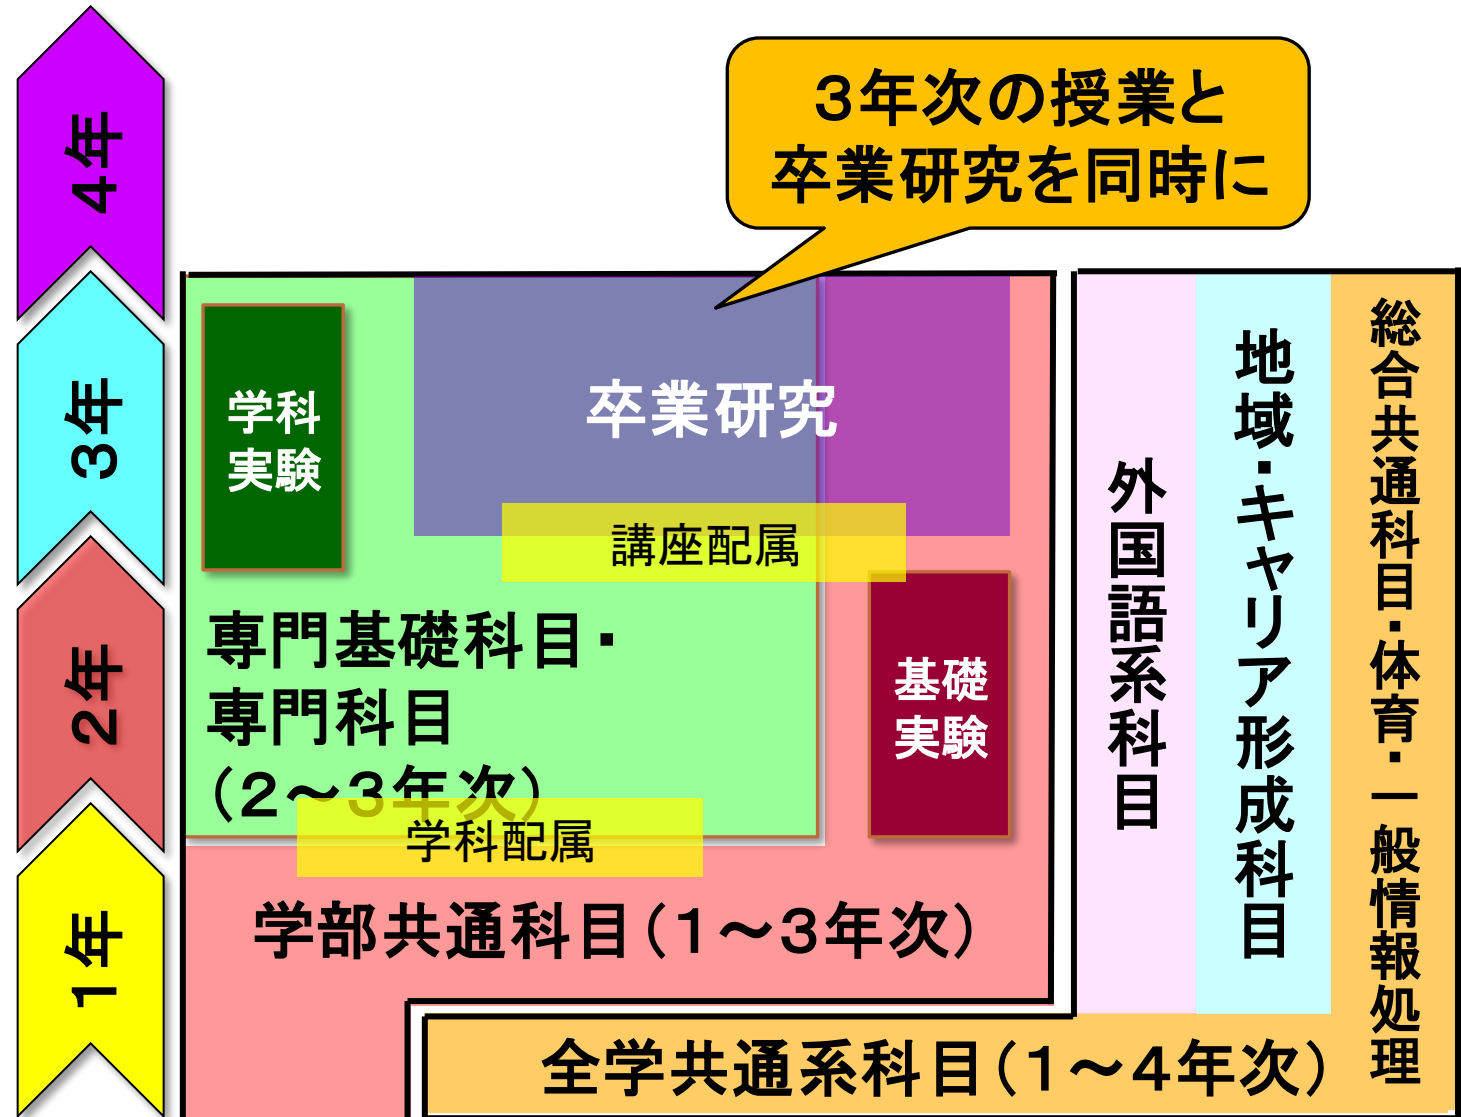 4年
3年
2年
1年
3年次の授業と
卒業研究を同時に
学科
実験
卒業研究
講座配属
専門基礎科目・
専門科目
(2～3年次)
基礎
実験
学科配属
学部共通科目(1～3年次)
外国語系科目
地域・キャリア形成科目
総合共通科目・体育・一般情報処理
全学共通系科目(1～4年次)